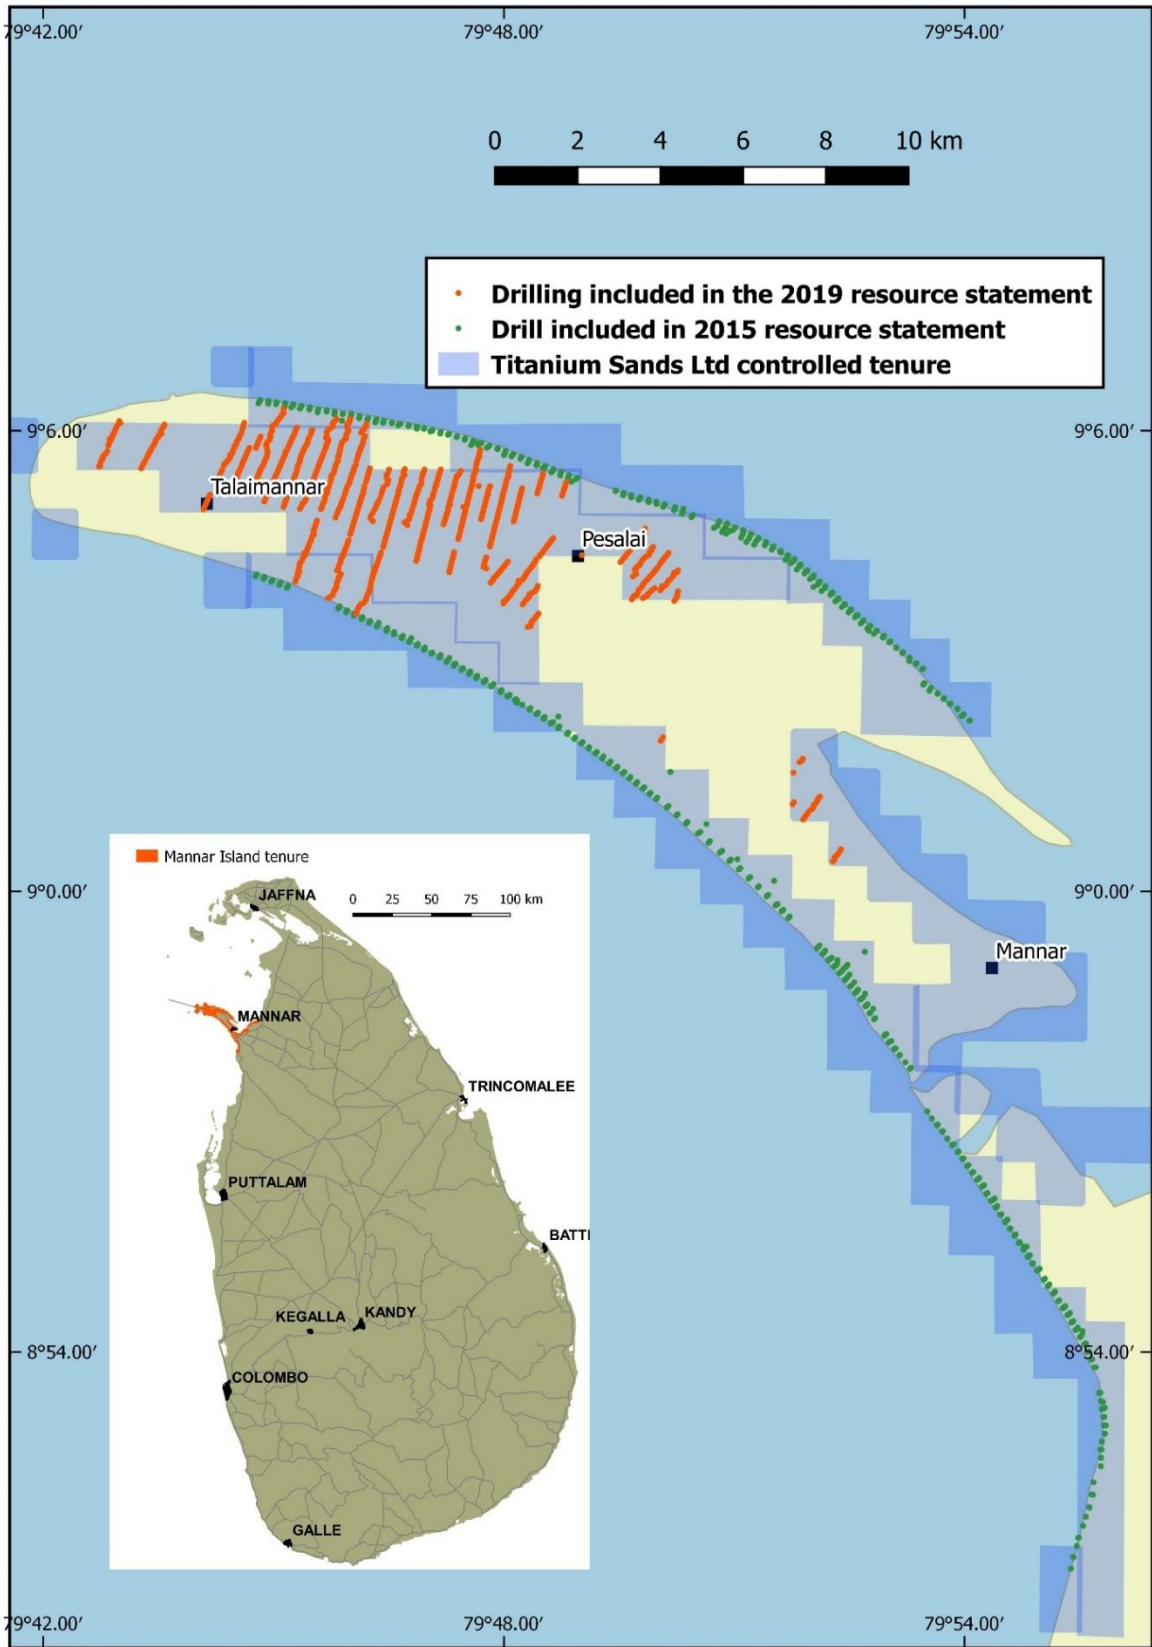 79°42.00′ 79°48.00′ 79°54.00′
0 2 4 6 8 10 km
Drilling included in the 2019 resource statement
Drill included in 2015 resource statement
Titanium Sands Ltd controlled tenure
9°6.00′ 9°6.00′
Talaimannar
Pesalai
Mannar Island tenure
0 25 50 75 100 km
JAFFNA
9°0.00′ 9°0.00′
Mannar
MANNAR
TRINCOMALEE
PUTTALAM
BATTI
KEGALLA KANDY
8°54.00′ 8°54.00′
COLOMBO
GALLE
79°42.00′ 79°48.00′ 79°54.00′